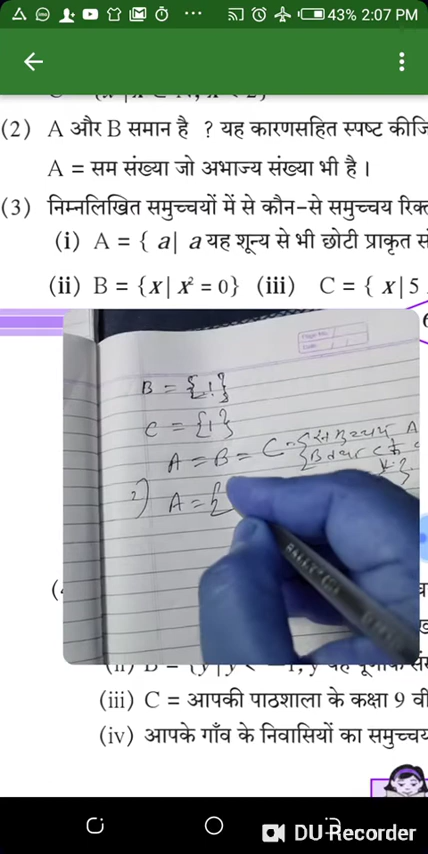 43% 2:07 PM
(2) A और B समान है ? यह कारणसहित स्पष्ट कीजि
A = सम संख्या जो अभाज्य संख्या भी है ।
(3) निम्नलिखित समुच्चयों में से कौन-से समुच्चय रिक्त
(i) A = { a| a यह शून्य से भी छोटी प्राकृत सं
(ii) B = {x| x² = 0} (iii) C = { x|5
B = {1}
C = {1}
A = B = C
2) A = {
(iii) C = आपकी पाठशाला के कक्षा 9 वी
(iv) आपके गाँव के निवासियों का समुच्चय
DU Recorder